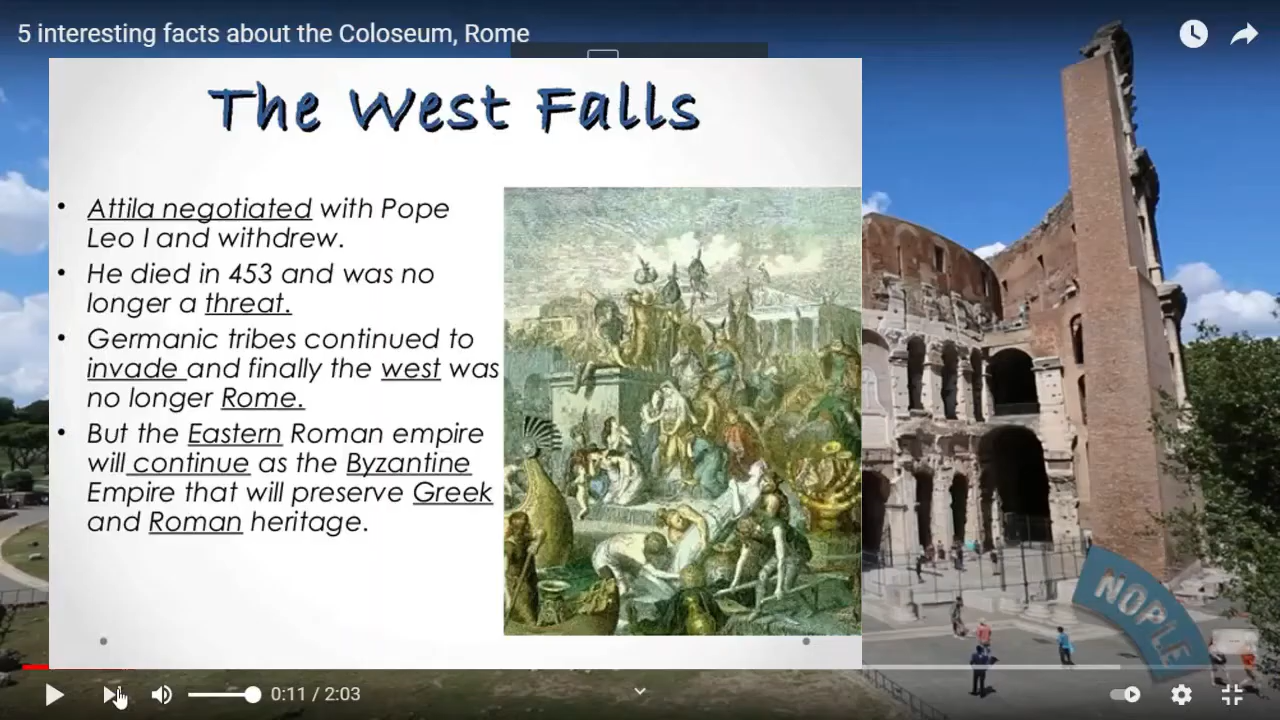 5 interesting facts about the Coloseum, Rome
The West Falls
• Attila negotiated with Pope
Leo I and withdrew.
• He died in 453 and was no
longer a threat.
• Germanic tribes continued to
invade and finally the west was
no longer Rome.
• But the Eastern Roman empire
will continue as the Byzantine
Empire that will preserve Greek
and Roman heritage.
NOPLE
0:11 / 2:03